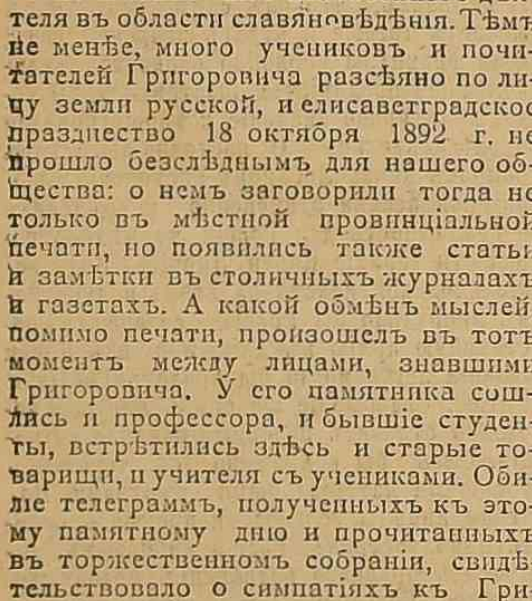 теля въ области славяновѣдѣнія. Тѣмъ
не менѣе, много учениковъ и почи-
тателей Григоровича разсѣяно по ли-
цу земли русской, и елисаветградское
празднество 18 октября 1892 г. не
прошло безслѣднымъ для нашего об-
щества: о немъ заговорили тогда не
только въ мѣстной провинціальной
печати, но появились также статьи
и замѣтки въ столичныхъ журналахъ
и газетахъ. А какой обмѣнъ мыслей
помимо печати, произошелъ въ тотъ
моментъ между лицами, знавшими
Григоровича. У его памятника сош-
лись и профессора, и бывшіе студен-
ты, встрѣтились здѣсь и старые то-
варищи, и учителя съ учениками. Оби-
ліе телеграммъ, полученныхъ къ это-
му памятному дню и прочитанныхъ
въ торжественномъ собраніи, свидѣ-
тельствовало о симпатіяхъ къ Гри-